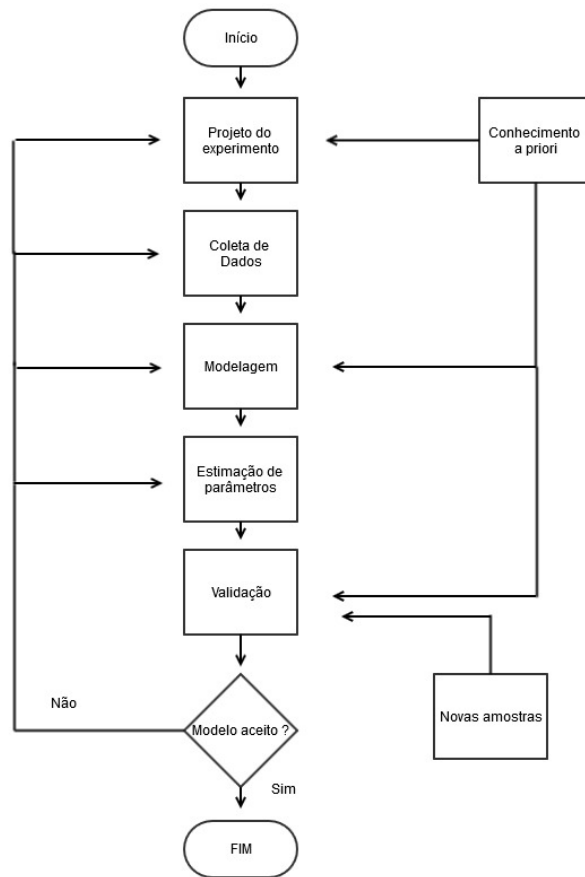 Início
Projeto do
experimento
Conhecimento
a priori
Coleta de
Dados
Modelagem
Estimação de
parâmetros
Validação
Novas amostras
Não
Modelo aceito ?
Sim
FIM